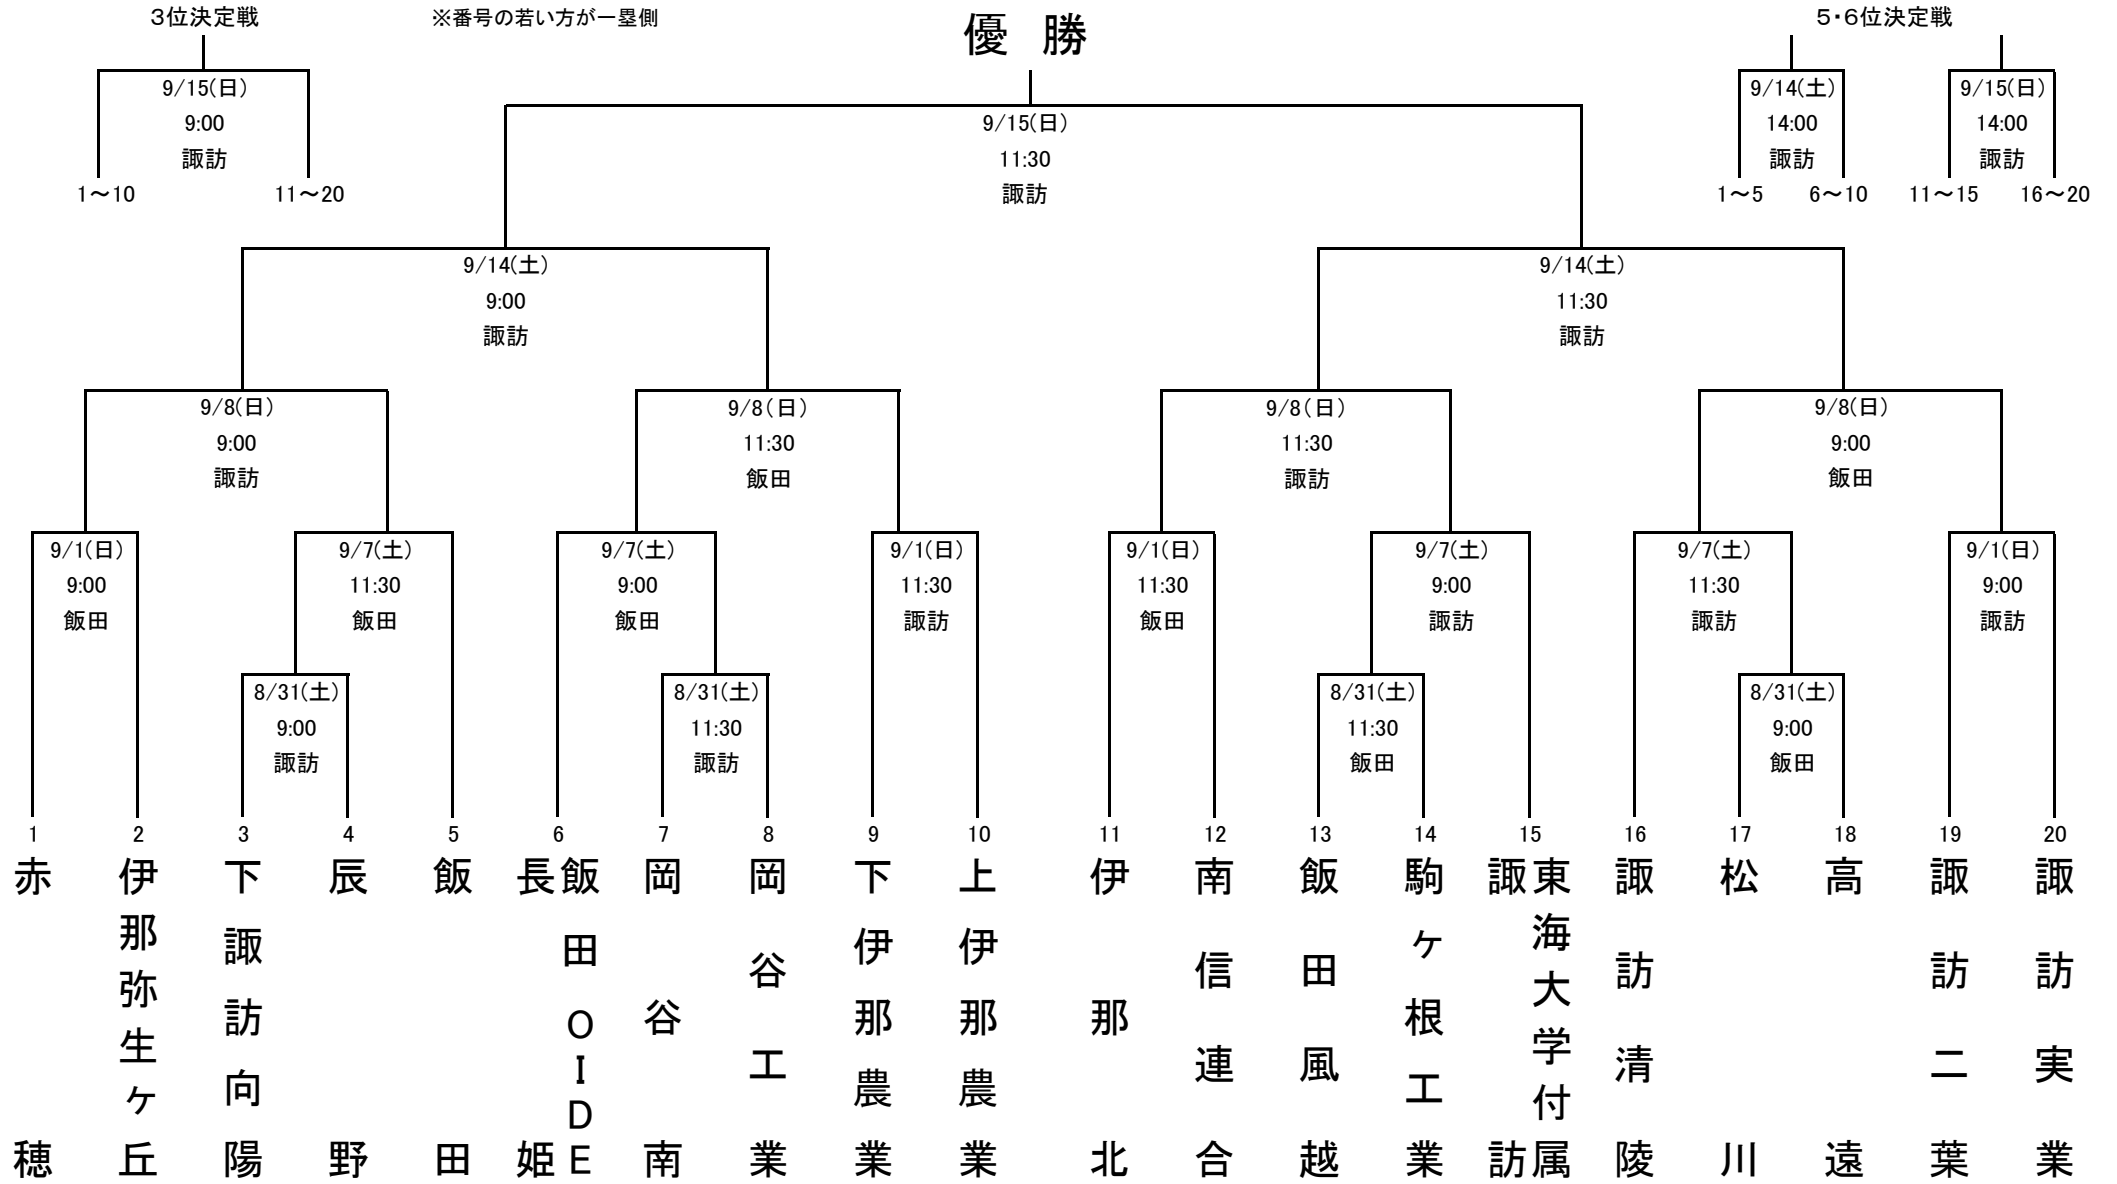 3位決定戦
※番号の若い方が一塁側
優 勝
5・6位決定戦
9/15(日)
9:00
諏訪
1～10
11～20
9/15(日)
11:30
諏訪
9/14(土)
14:00
諏訪
1～5
6～10
9/15(日)
14:00
諏訪
11～15
16～20
9/14(土)
9:00
諏訪
9/14(土)
11:30
諏訪
9/8(日)
9:00
諏訪
9/8(日)
11:30
飯田
9/8(日)
11:30
諏訪
9/8(日)
9:00
飯田
9/1(日)
9:00
飯田
9/7(土)
11:30
飯田
9/7(土)
9:00
飯田
9/1(日)
11:30
諏訪
9/1(日)
11:30
飯田
9/7(土)
9:00
諏訪
9/7(土)
11:30
諏訪
9/1(日)
9:00
諏訪
8/31(土)
9:00
諏訪
8/31(土)
11:30
諏訪
8/31(土)
11:30
飯田
8/31(土)
9:00
飯田
1
赤穂
2
伊那弥生ヶ丘
3
下諏訪向陽
4
辰野
5
飯田
6
飯田OIDE
長姫
7
岡谷南
8
岡谷工業
9
下伊那農業
10
上伊那農業
11
伊那北
12
南信連合
13
飯田風越
14
駒ヶ根工業
15
東海大学付属
諏訪
16
諏訪清陵
17
松川
18
高遠
19
諏訪二葉
20
諏訪実業